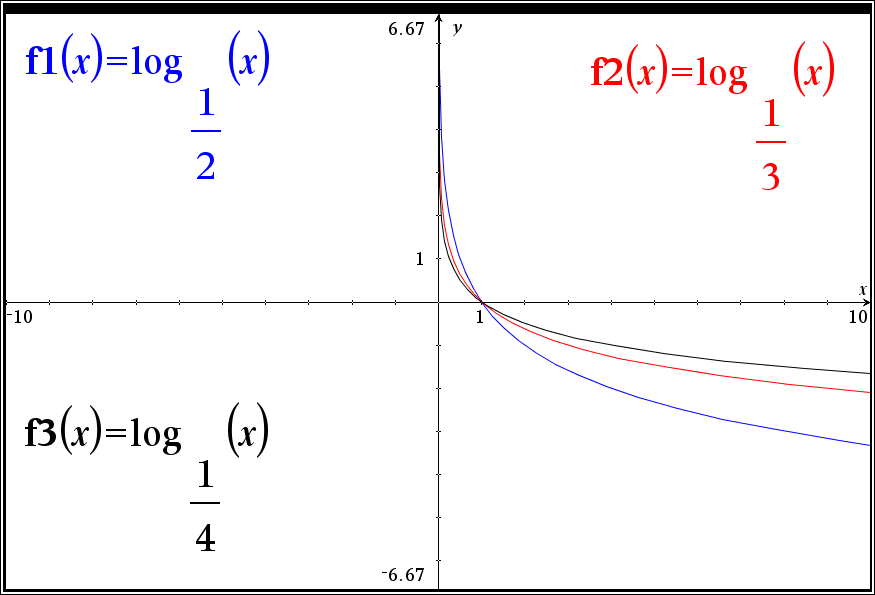 6.67 y
f1(x)=log 1/2 (x)
f2(x)=log 1/3 (x)
1
x
-10 1 10
f3(x)=log 1/4 (x)
-6.67